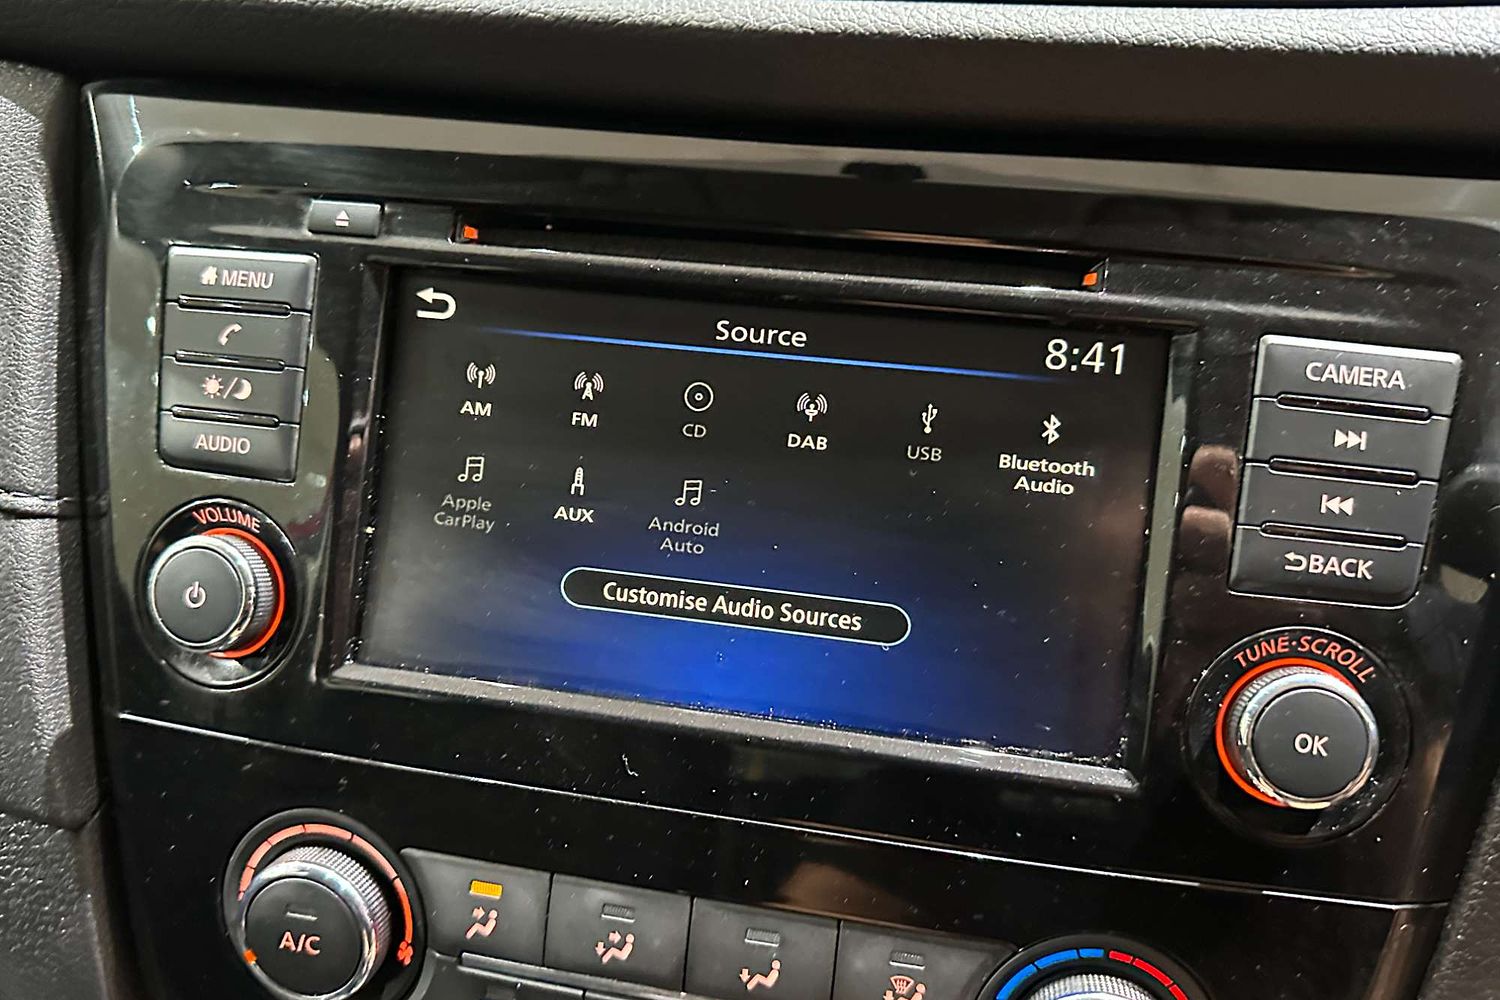 MENU
AUDIO
VOLUME
Source
8:41
AM
FM
CD
DAB
USB
Bluetooth
Audio
Apple
CarPlay
AUX
Android
Auto
Customise Audio Sources
CAMERA
BACK
TUNE·SCROLL
OK
A/C